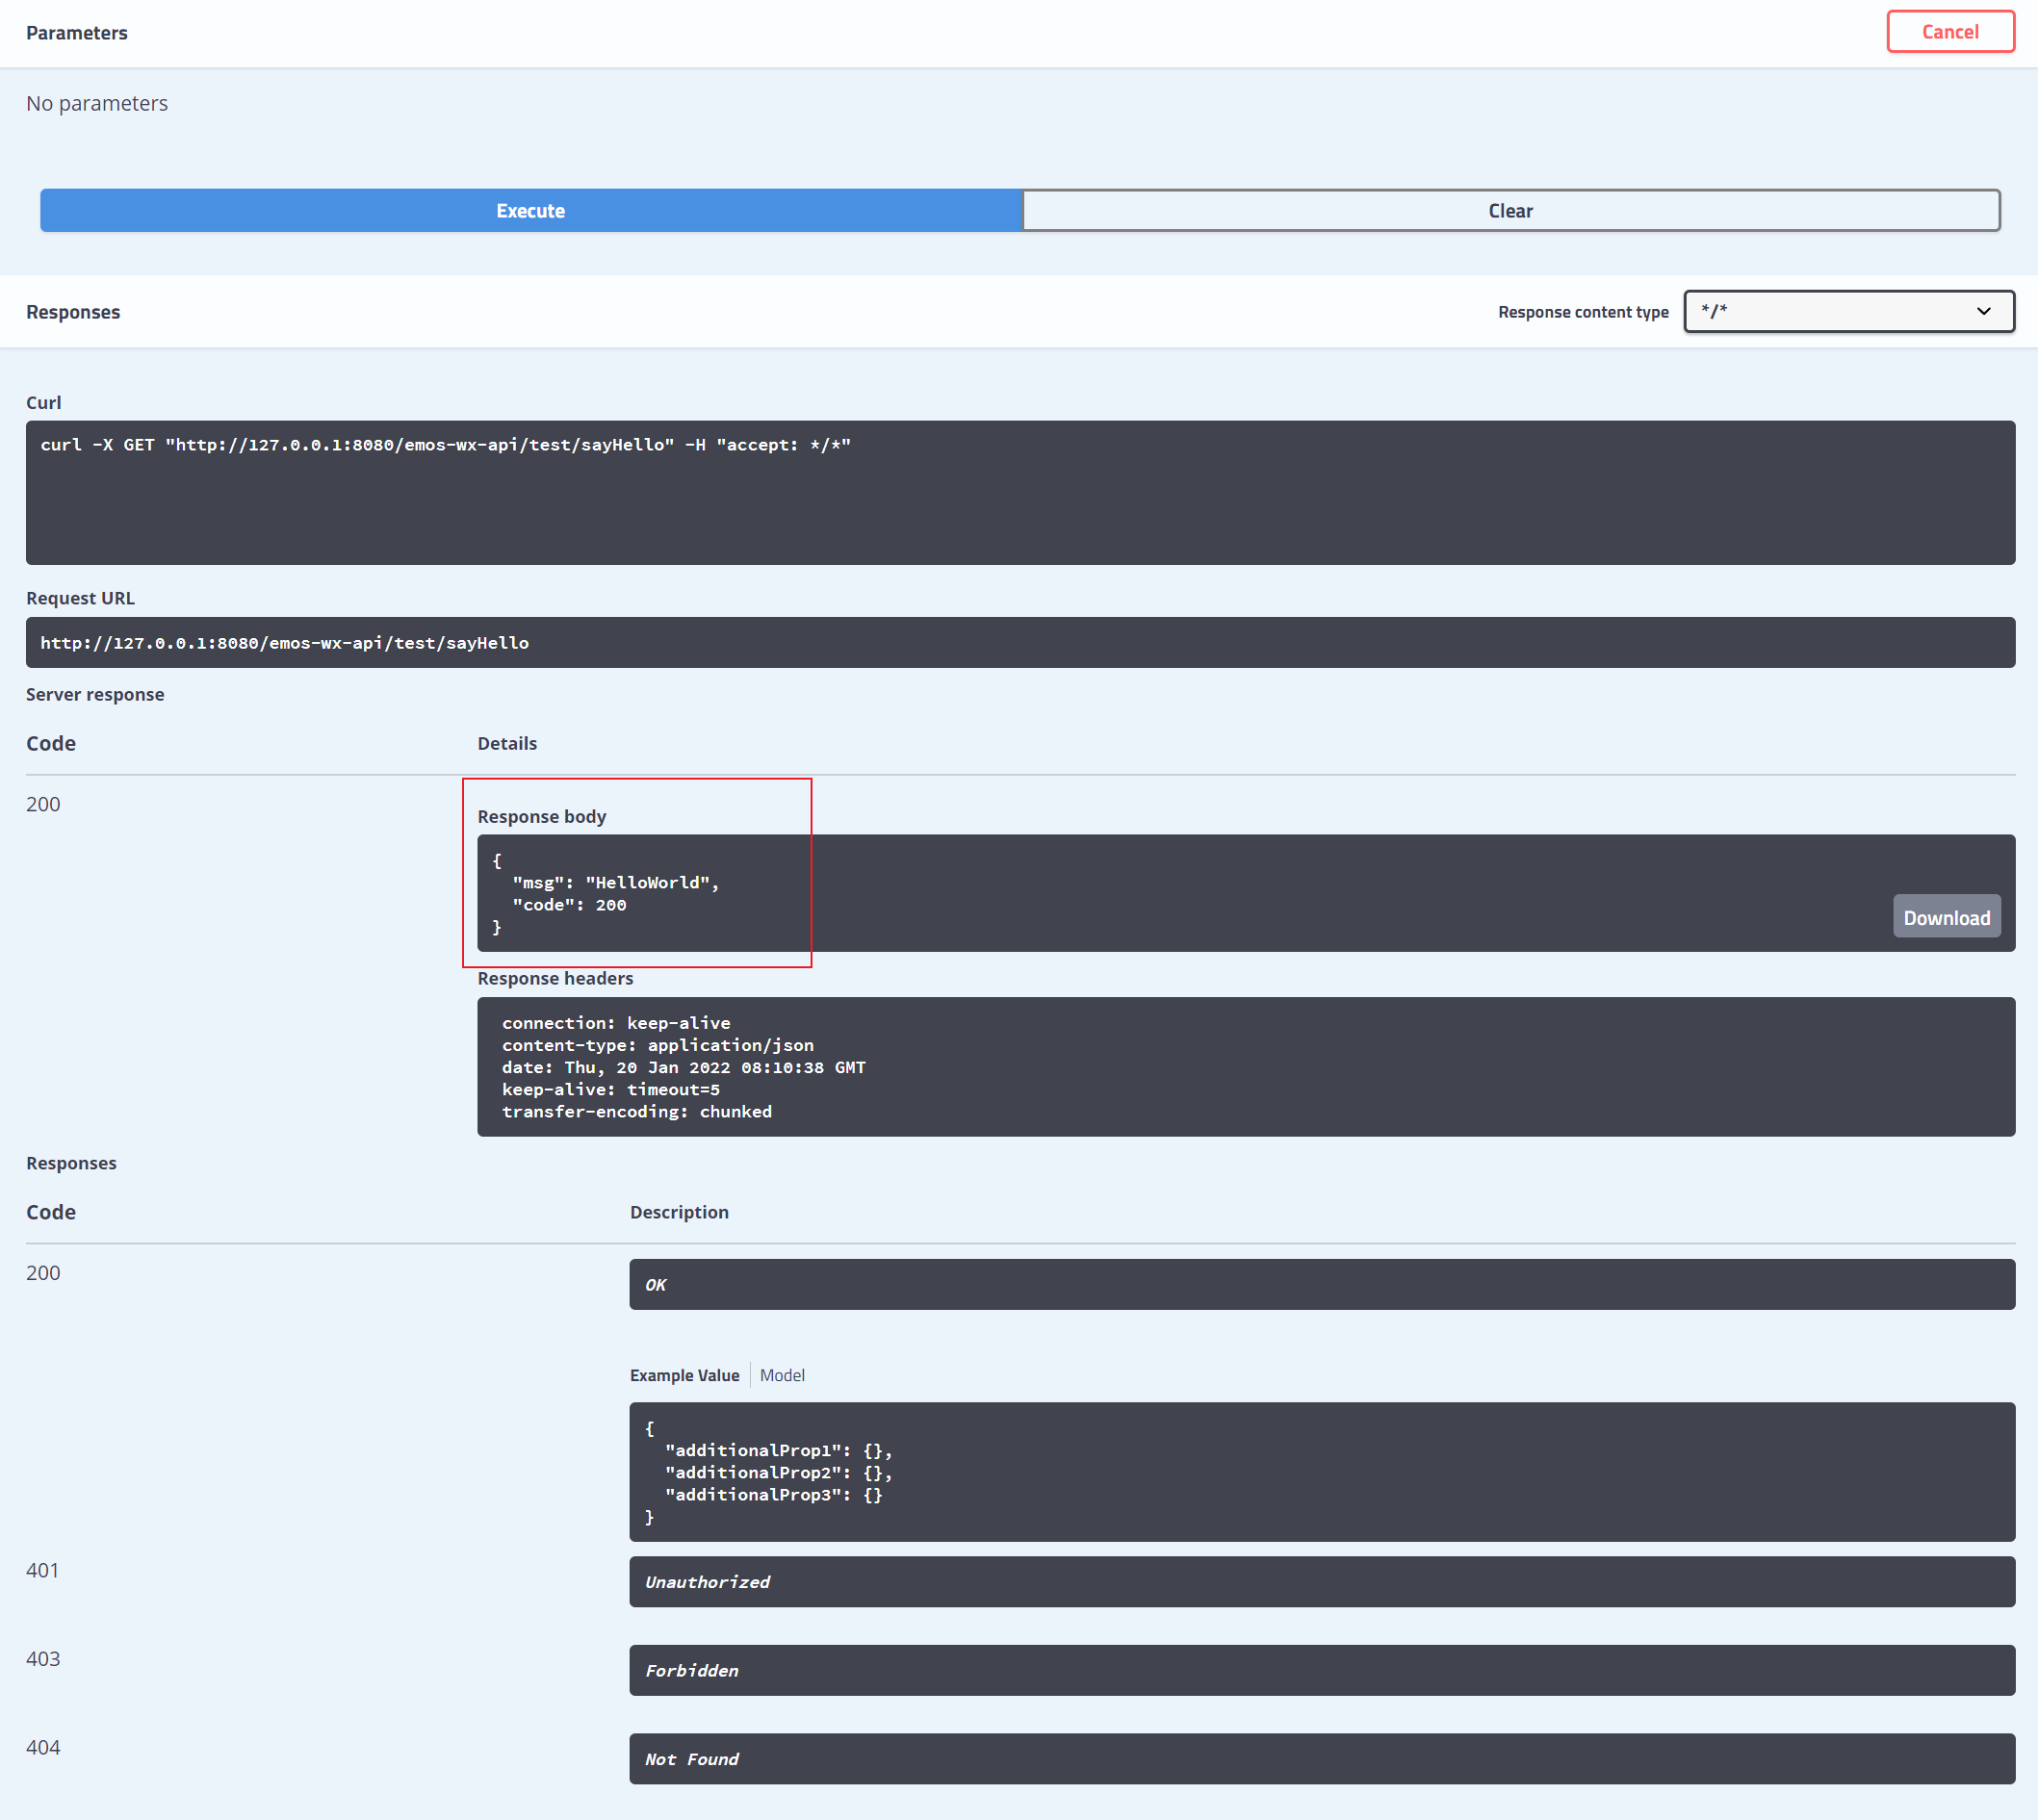 Parameters
Cancel
No parameters
Execute
Clear
Responses
Response content type
*/*
Curl
curl -X GET "http://127.0.0.1:8080/emos-wx-api/test/sayHello" -H "accept: */*"
Request URL
http://127.0.0.1:8080/emos-wx-api/test/sayHello
Server response
Code
Details
200
Response body
{
  "msg": "HelloWorld",
  "code": 200
}
Download
Response headers
connection: keep-alive
content-type: application/json
date: Thu, 20 Jan 2022 08:10:38 GMT
keep-alive: timeout=5
transfer-encoding: chunked
Responses
Code
Description
200
OK
Example Value
Model
{
  "additionalProp1": {},
  "additionalProp2": {},
  "additionalProp3": {}
}
401
Unauthorized
403
Forbidden
404
Not Found